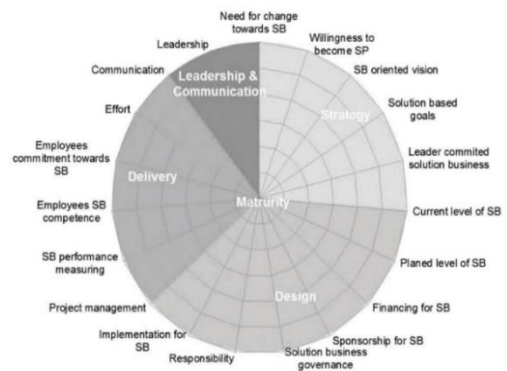 Need for change
towards SB
Willingness to
become SP
SB oriented vision
Solution based
goals
Leader commited
solution business
Current level of SB
Planed level of SB
Financing for SB
Sponsorship for SB
Solution business
governance
Responsibility
Implementation for
SB
Project management
SB performance
measuring
Employees SB
competence
Employees
commitment towards
SB
Effort
Communication
Leadership
Leadership &
Communication
Strategy
Delivery
Matrurity
Design